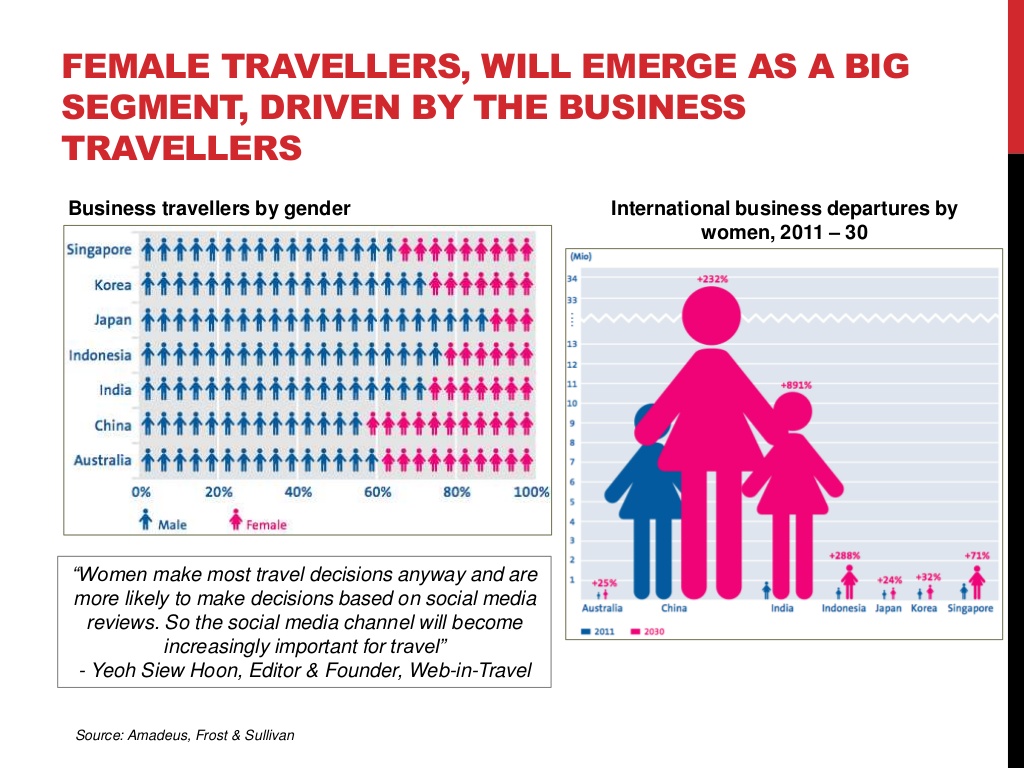 FEMALE TRAVELLERS, WILL EMERGE AS A BIG
SEGMENT, DRIVEN BY THE BUSINESS
TRAVELLERS
Business travellers by gender
Singapore
Korea
Japan
Indonesia
India
China
Australia
0% 20% 40% 60% 80% 100%
Male Female
International business departures by
women, 2011 – 30
(Mio)
34
33
13
12
11
10
9
8
7
6
5
4
3
2
1
+232%
+891%
+25%
+288%
+24%
+32%
+71%
Australia China India Indonesia Japan Korea Singapore
2011 2030
“Women make most travel decisions anyway and are
more likely to make decisions based on social media
reviews. So the social media channel will become
increasingly important for travel”
- Yeoh Siew Hoon, Editor & Founder, Web-in-Travel
Source: Amadeus, Frost & Sullivan